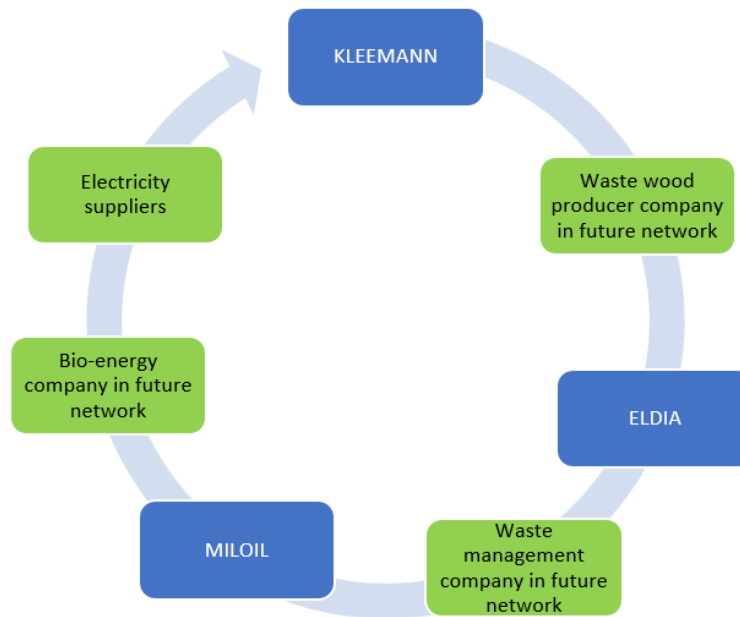 KLEEMANN
Waste wood
producer company
in future network
ELDIA
Waste
management
company in future
network
MILOIL
Bio-energy
company in future
network
Electricity
suppliers